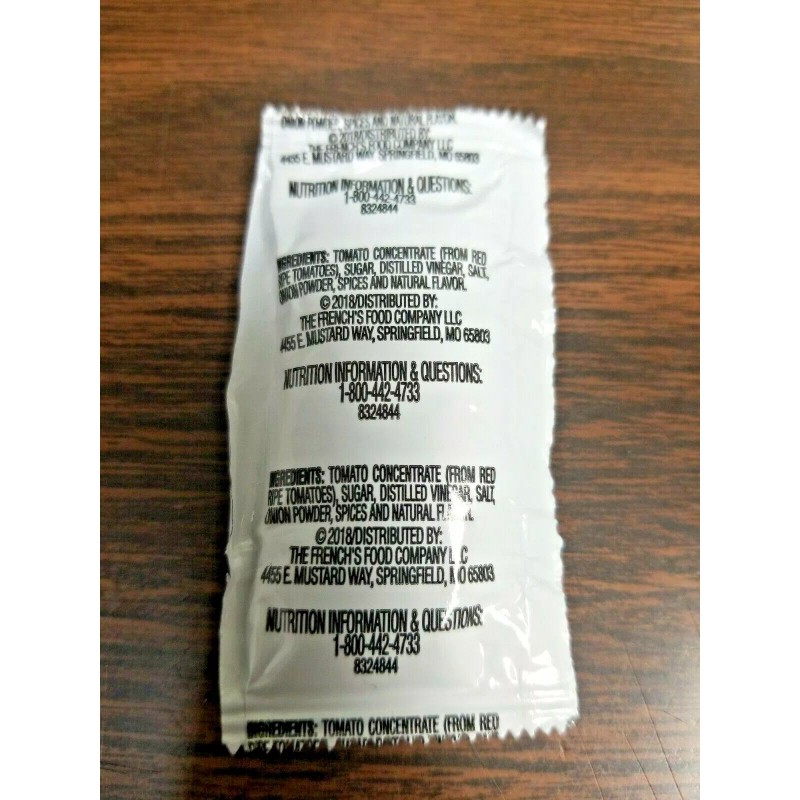 ONION POWDER, SPICES AND NATURAL FLAVOR.
© 2018/DISTRIBUTED BY:
THE FRENCH'S FOOD COMPANY LLC
4455 E. MUSTARD WAY, SPRINGFIELD, MO 65803
NUTRITION INFORMATION & QUESTIONS:
1-800-442-4733
8324844
INGREDIENTS: TOMATO CONCENTRATE (FROM RED
RIPE TOMATOES), SUGAR, DISTILLED VINEGAR, SALT,
ONION POWDER, SPICES AND NATURAL FLAVOR.
© 2018/DISTRIBUTED BY:
THE FRENCH'S FOOD COMPANY LLC
4455 E. MUSTARD WAY, SPRINGFIELD, MO 65803
NUTRITION INFORMATION & QUESTIONS:
1-800-442-4733
8324844
INGREDIENTS: TOMATO CONCENTRATE (FROM RED
RIPE TOMATOES), SUGAR, DISTILLED VINEGAR, SALT,
ONION POWDER, SPICES AND NATURAL FLAVOR.
© 2018/DISTRIBUTED BY:
THE FRENCH'S FOOD COMPANY LLC
4455 E. MUSTARD WAY, SPRINGFIELD, MO 65803
NUTRITION INFORMATION & QUESTIONS:
1-800-442-4733
8324844
INGREDIENTS: TOMATO CONCENTRATE (FROM RED
RIPE